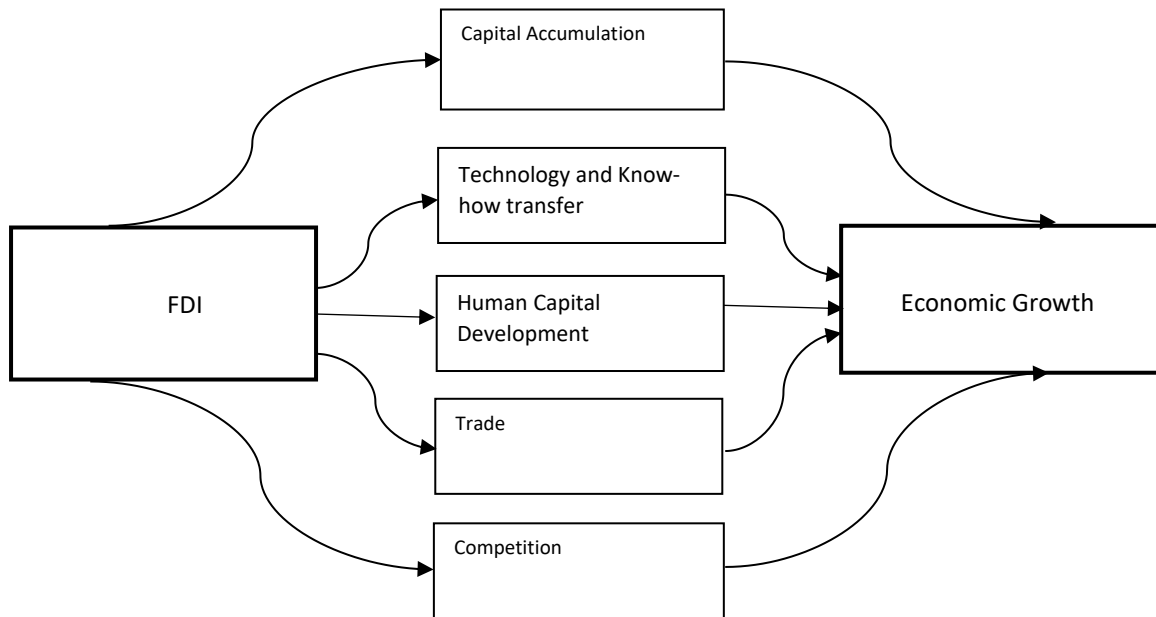 Capital Accumulation
Technology and Know-
how transfer
FDI
Human Capital
Development
Economic Growth
Trade
Competition